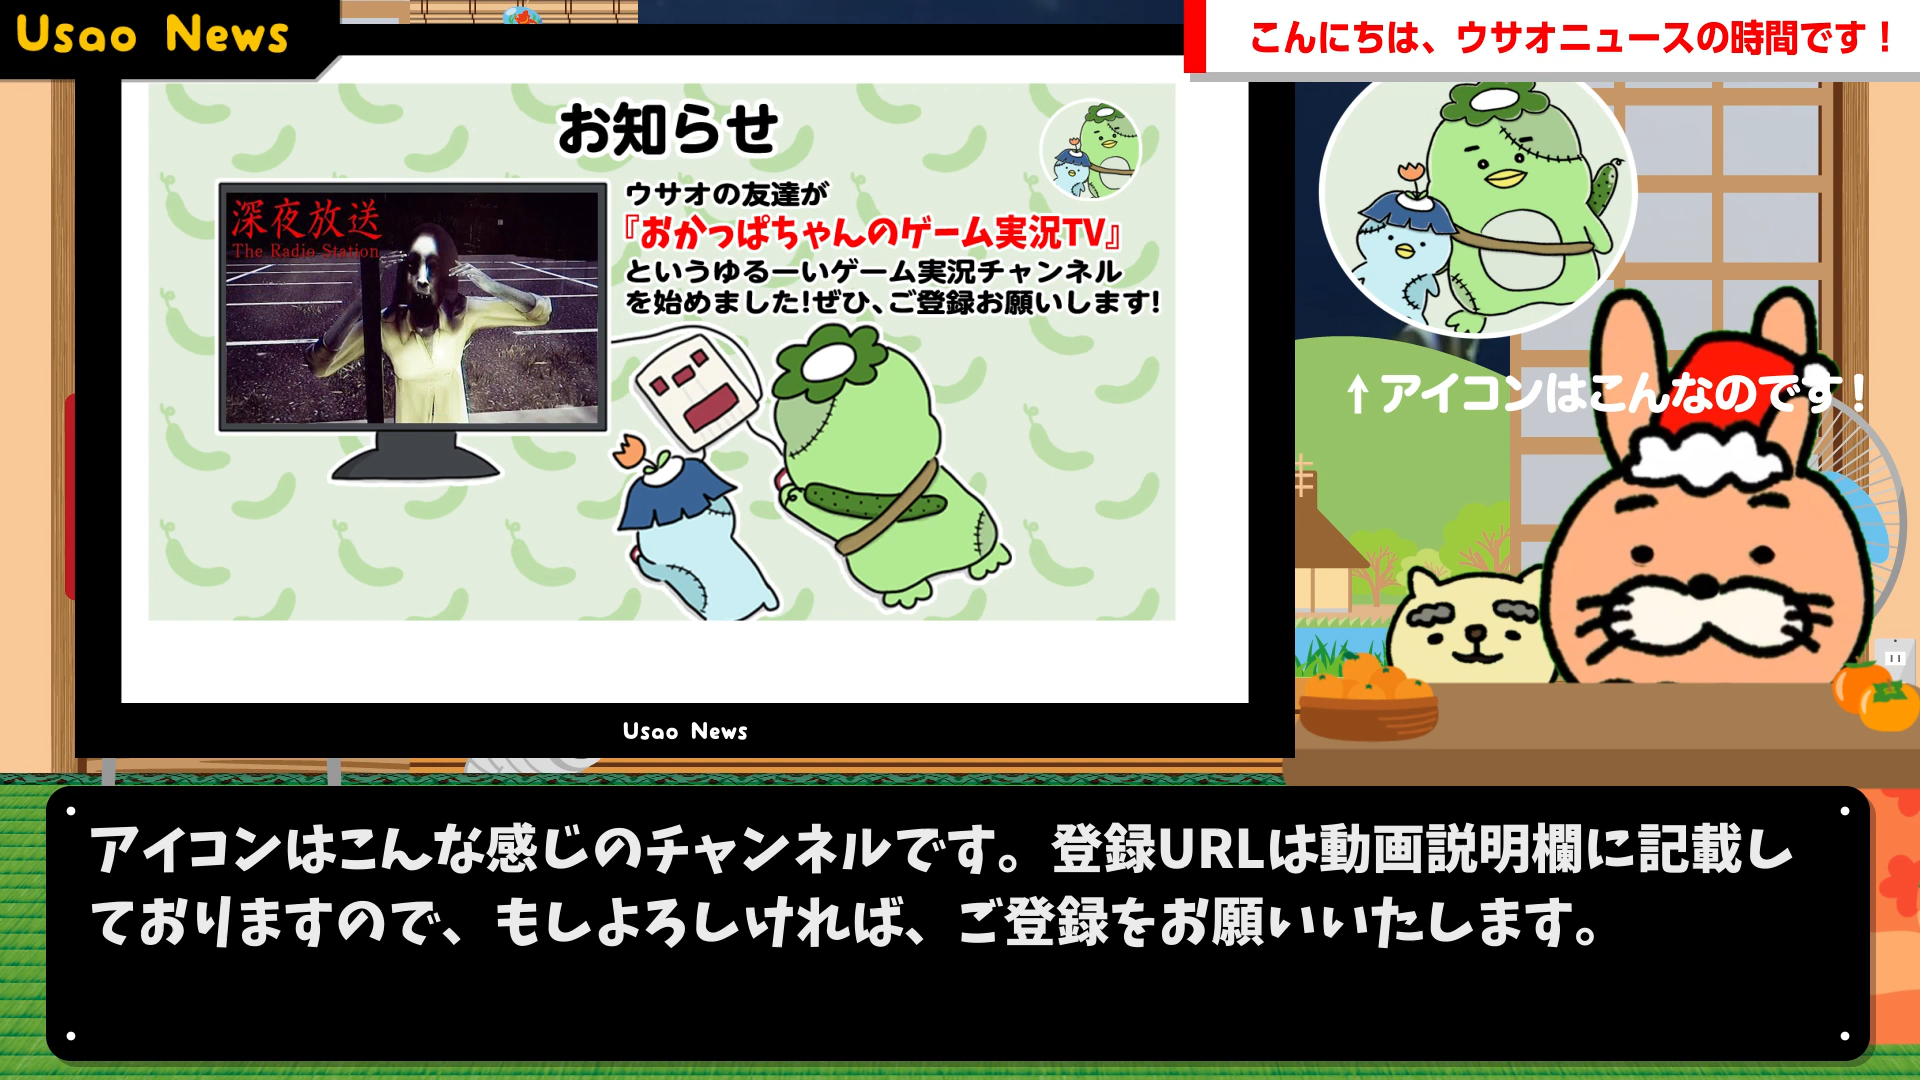 Usao News
こんにちは、ウサオニュースの時間です！
お知らせ
深夜放送
The Radio Station
ウサオの友達が
『おかっぱちゃんのゲーム実況TV』
というゆるーいゲーム実況チャンネル
を始めました!ぜひ、ご登録お願いします!
↑アイコンはこんなのです！
Usao News
アイコンはこんな感じのチャンネルです。登録URLは動画説明欄に記載し
ておりますので、もしよろしければ、ご登録をお願いいたします。